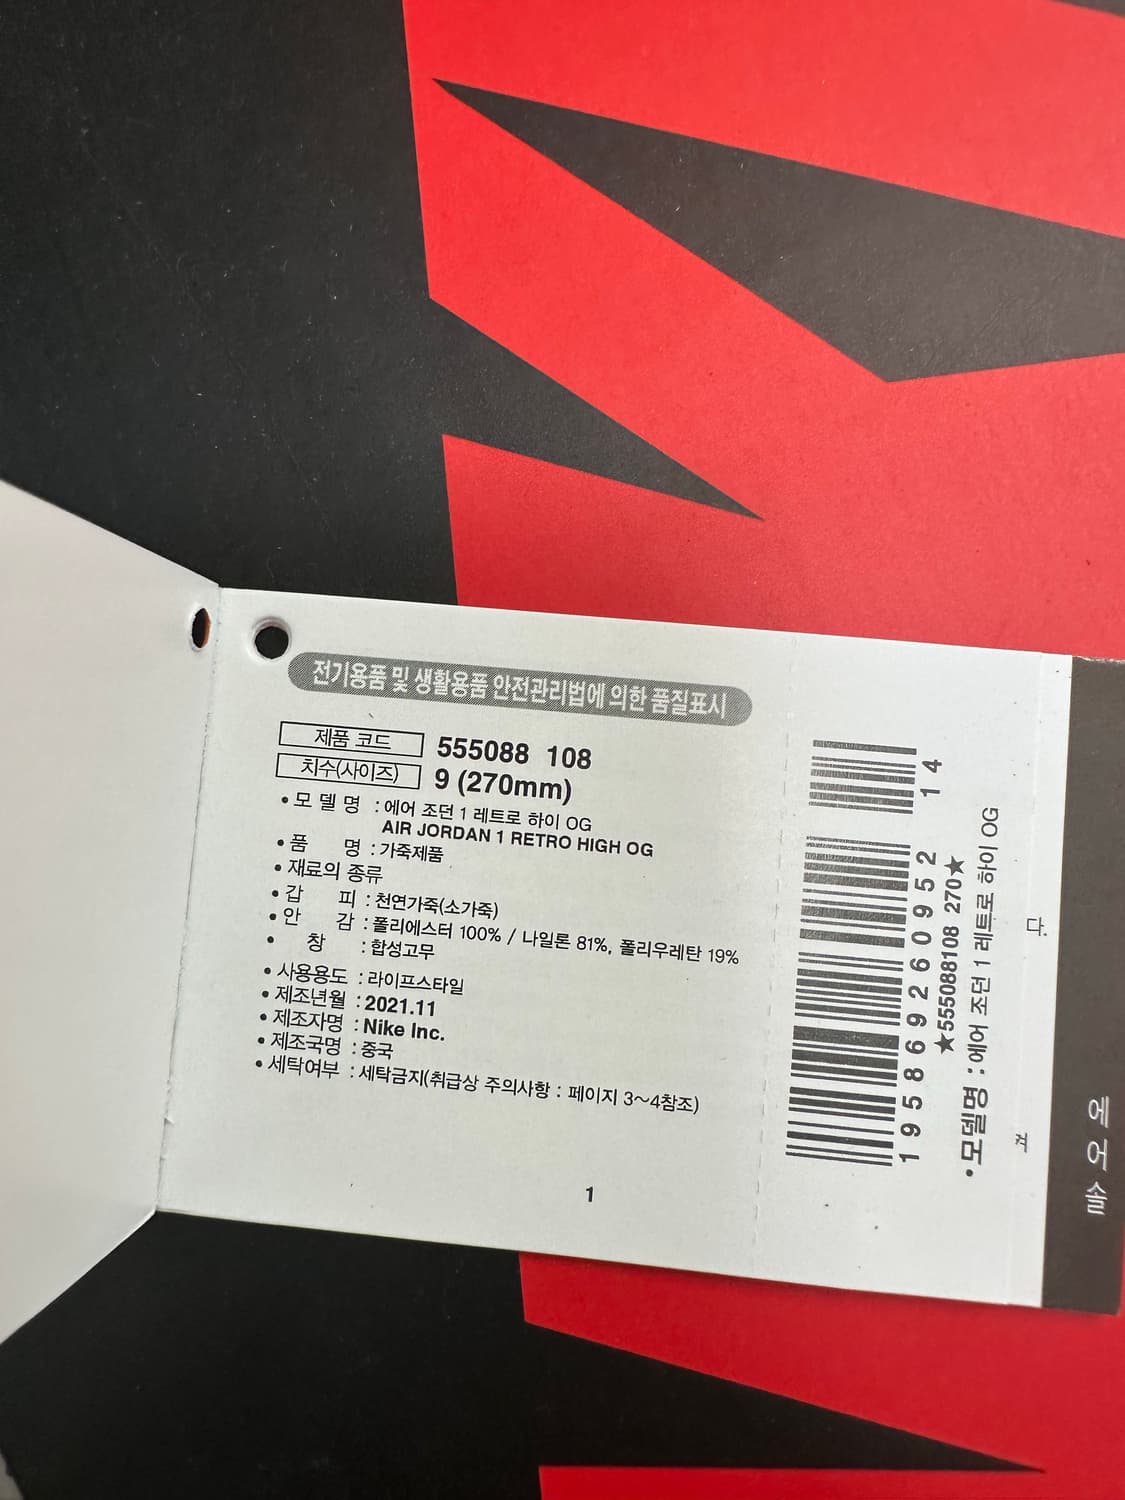 전기용품 및 생활용품 안전관리법에 의한 품질표시
제품 코드 555088 108
치수(사이즈) 9 (270mm)
• 모 델 명 : 에어 조던 1 레트로 하이 OG
AIR JORDAN 1 RETRO HIGH OG
• 품 명 : 가죽제품
• 재료의 종류
• 갑 피 : 천연가죽(소가죽)
• 안 감 : 폴리에스터 100% / 나일론 81%, 폴리우레탄 19%
• 창 : 합성고무
• 사용용도 : 라이프스타일
• 제조년월 : 2021.11
• 제조자명 : Nike Inc.
• 제조국명 : 중국
• 세탁여부 : 세탁금지(취급상 주의사항 : 페이지 3~4참조)
1
195869260952
14
★555088108 270★
• 모델명 : 에어 조던 1 레트로 하이 OG
다.
에어솔